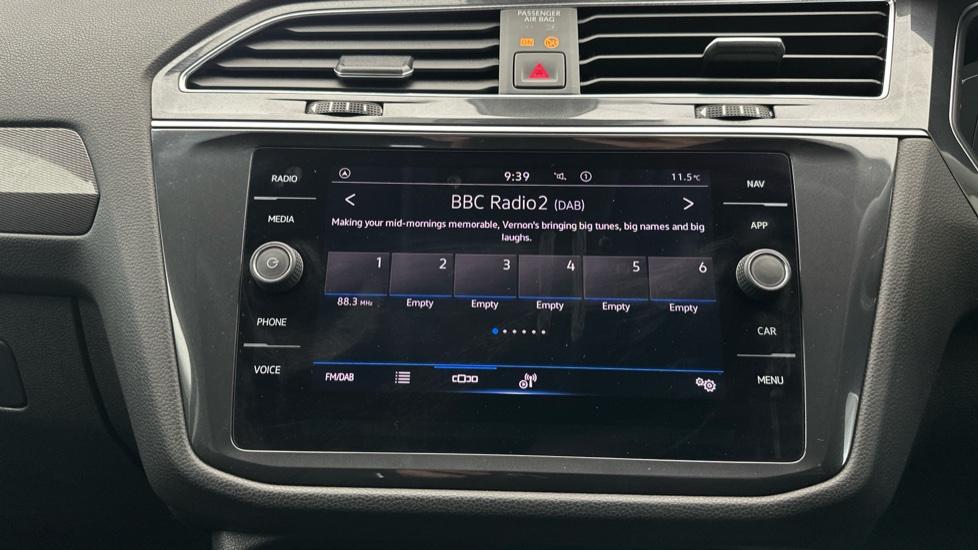 PASSENGER
AIR BAG
ON OFF
RADIO
MEDIA
PHONE
VOICE
9:39 1 11.5°C
< BBC Radio2 (DAB) >
Making your mid-mornings memorable, Vernon's bringing big tunes, big names and big
laughs.
1 2 3 4 5 6
88.3 MHz Empty Empty Empty Empty Empty
FM/DAB
NAV
APP
CAR
MENU